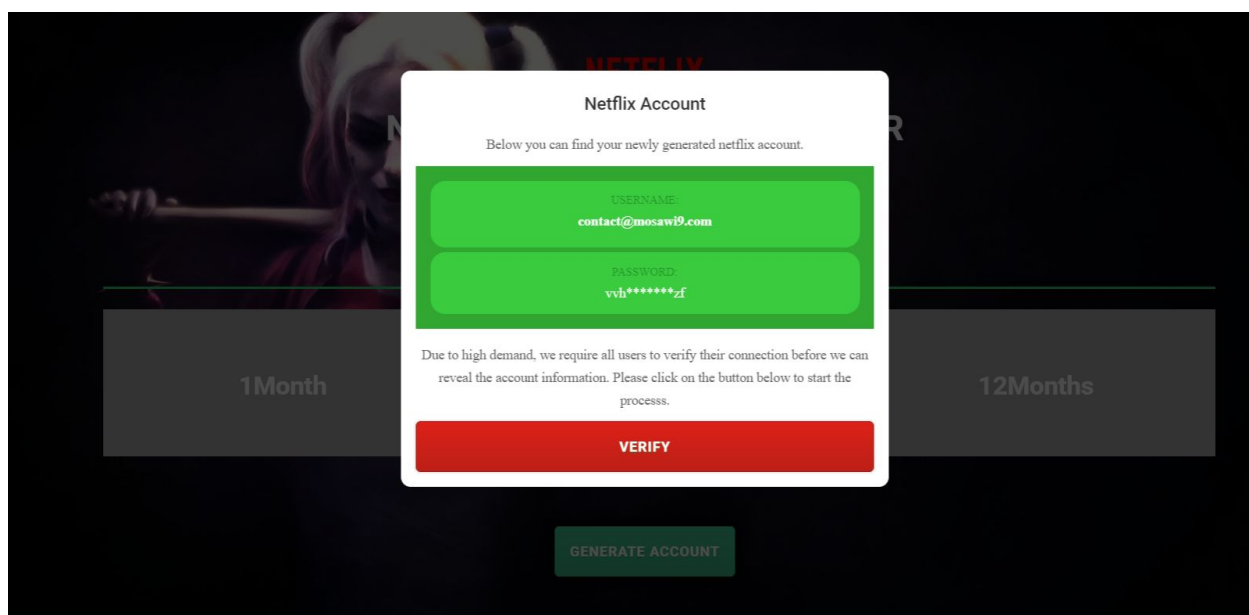 NETFLIX
N
R
Netflix Account
Below you can find your newly generated netflix account.
USERNAME:
contact@mosawi9.com
PASSWORD:
vvh*******zf
Due to high demand, we require all users to verify their connection before we can
reveal the account information. Please click on the button below to start the
processs.
VERIFY
1Month
12Months
GENERATE ACCOUNT